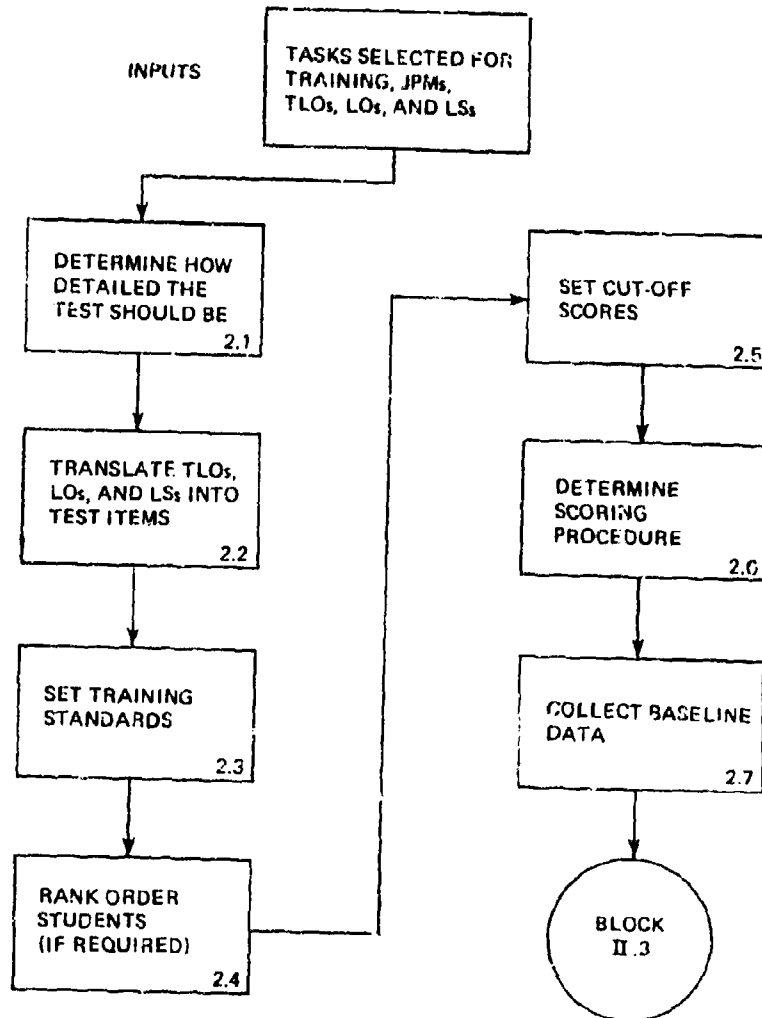 INPUTS
TASKS SELECTED FOR
TRAINING, JPMs,
TLOs, LOs, AND LSs
DETERMINE HOW
DETAILED THE
TEST SHOULD BE
2.1
TRANSLATE TLOs,
LOs, AND LSs INTO
TEST ITEMS
2.2
SET TRAINING
STANDARDS
2.3
RANK ORDER
STUDENTS
(IF REQUIRED)
2.4
SET CUT-OFF
SCORES
2.5
DETERMINE
SCORING
PROCEDURE
2.6
COLLECT BASELINE
DATA
2.7
BLOCK
II.3